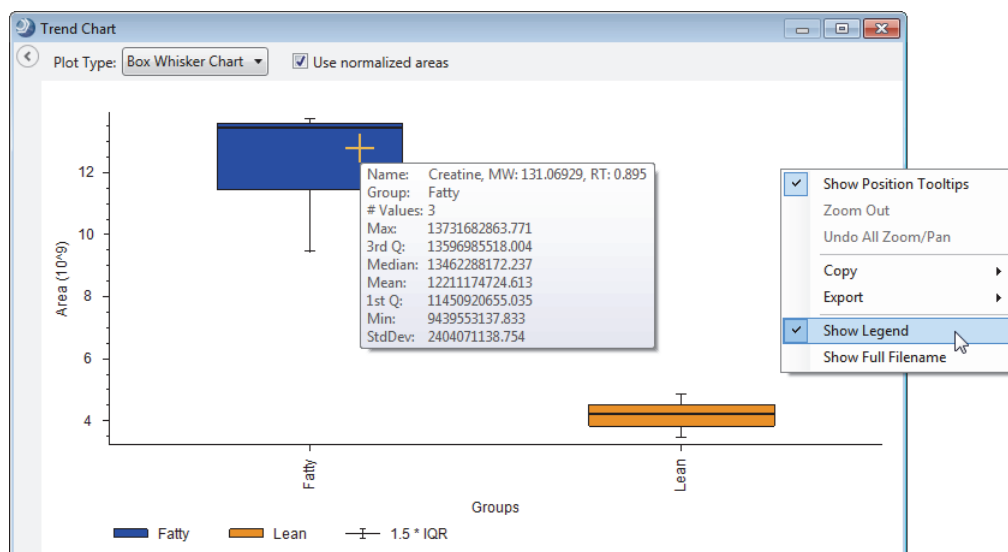 Trend Chart
Plot Type: Box Whisker Chart Use normalized areas
12
10
8
6
4
Area (10^9)
Name: Creatine, MW: 131.06929, RT: 0.895
Group: Fatty
# Values: 3
Max: 13731682863.771
3rd Q: 13596985518.004
Median: 13462288172.237
Mean: 12211174724.613
1st Q: 11450920655.035
Min: 9439553137.833
StdDev: 2404071138.754
Show Position Tooltips
Zoom Out
Undo All Zoom/Pan
Copy
Export
Show Legend
Show Full Filename
Fatty
Lean
Groups
Fatty Lean 1.5 * IQR